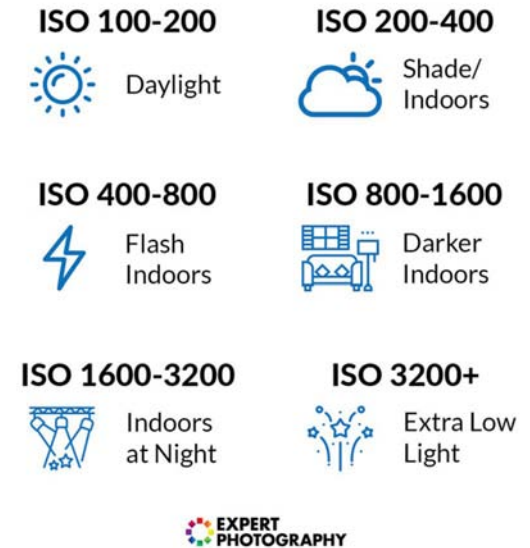 ISO 100-200
Daylight
ISO 200-400
Shade/
Indoors
ISO 400-800
Flash
Indoors
ISO 800-1600
Darker
Indoors
ISO 1600-3200
Indoors
at Night
ISO 3200+
Extra Low
Light
EXPERT
PHOTOGRAPHY